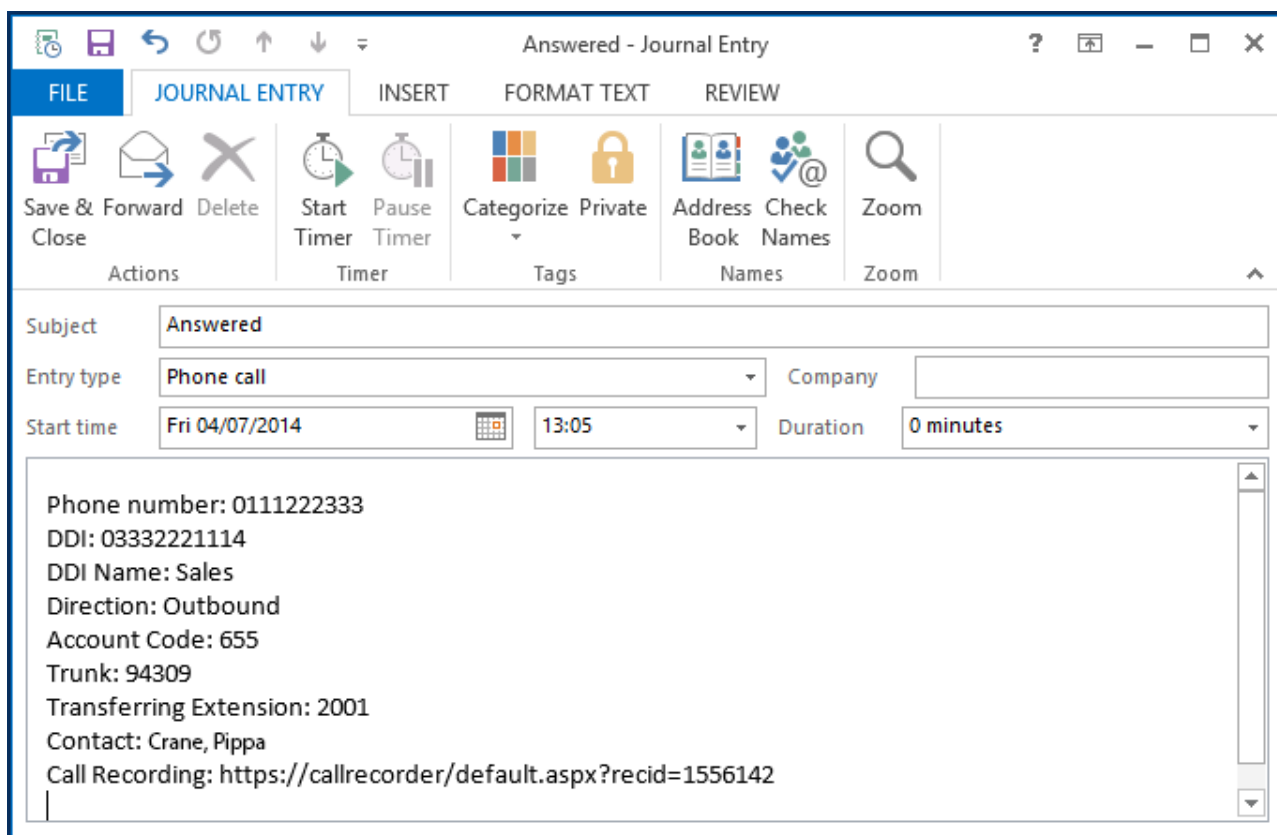 Answered - Journal Entry ?
FILE JOURNAL ENTRY INSERT FORMAT TEXT REVIEW
Save & Close Forward Delete Start Timer Pause Timer Categorize Private Address Book Check Names Zoom
Actions Timer Tags Names Zoom
Subject Answered
Entry type Phone call Company
Start time Fri 04/07/2014 13:05 Duration 0 minutes
Phone number: 0111222333
DDI: 03332221114
DDI Name: Sales
Direction: Outbound
Account Code: 655
Trunk: 94309
Transferring Extension: 2001
Contact: Crane, Pippa
Call Recording: https://callrecorder/default.aspx?recid=1556142